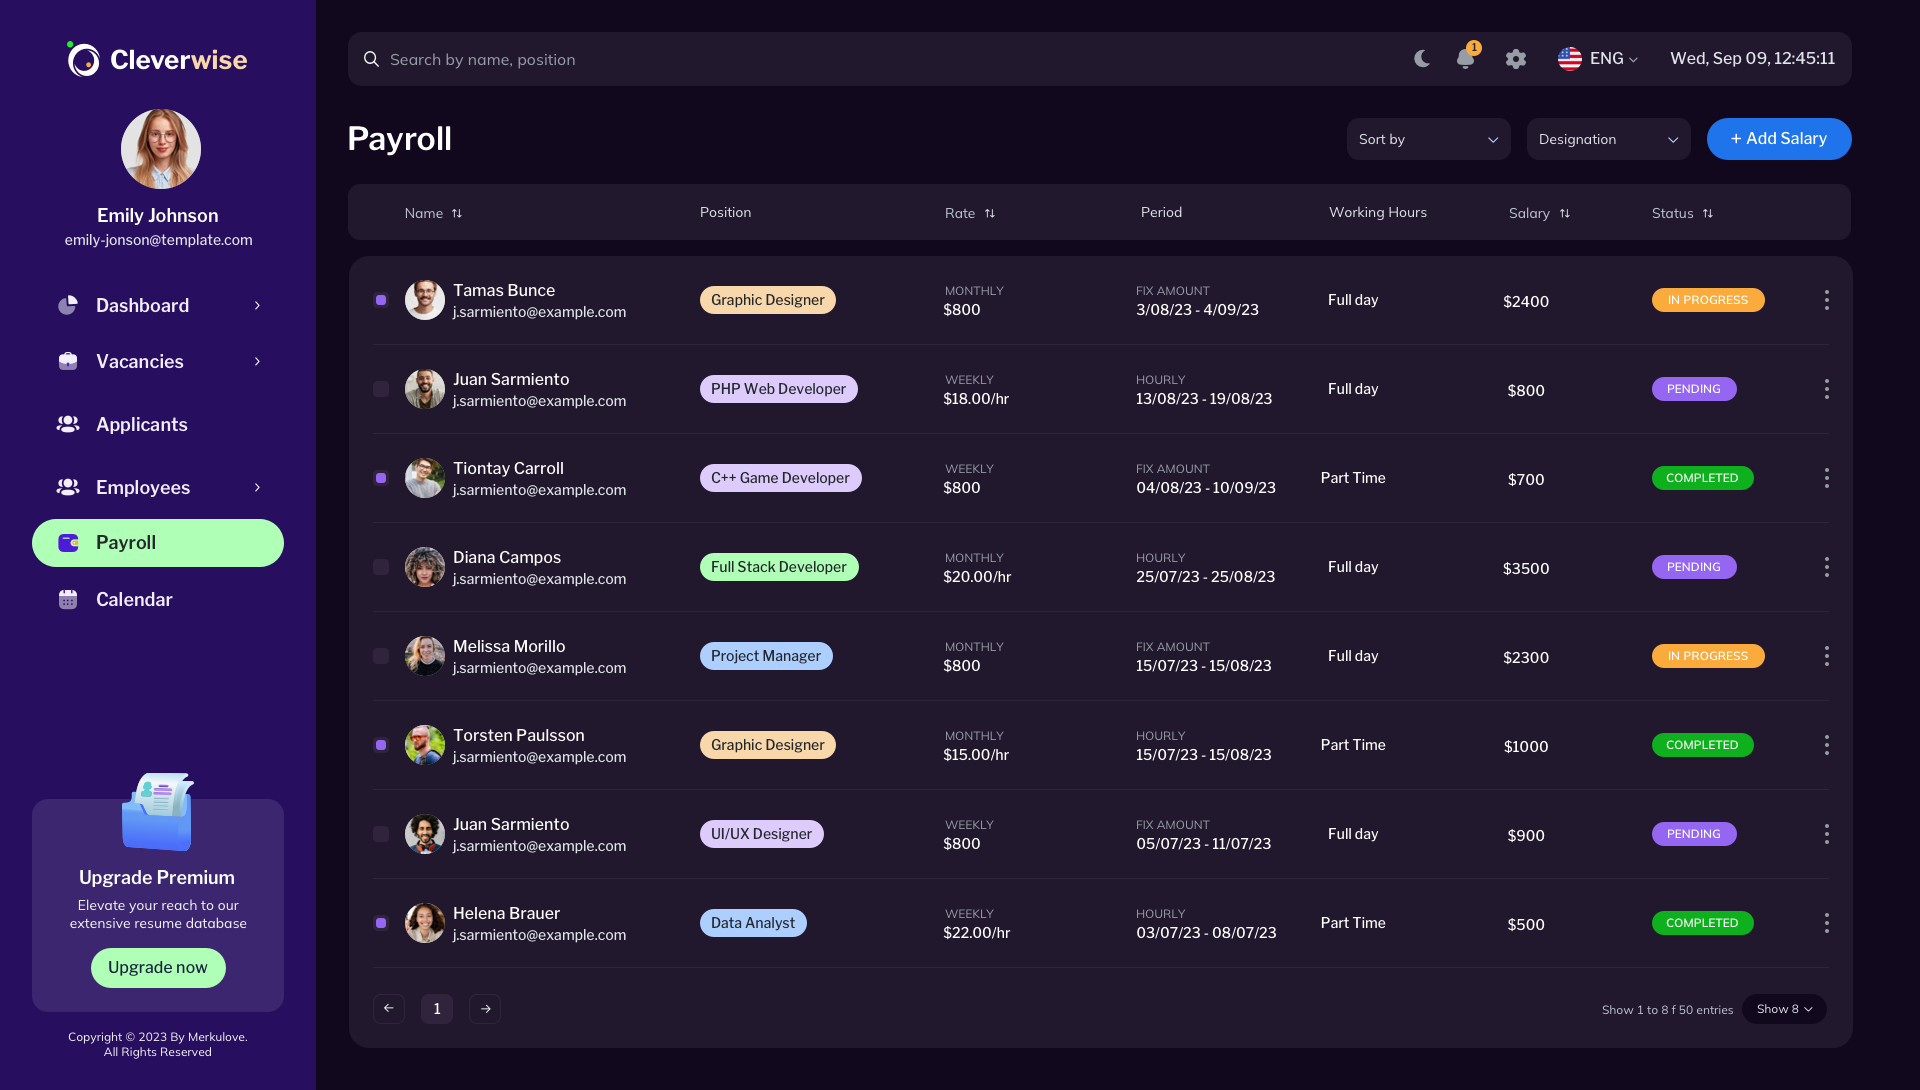 Cleverwise
Emily Johnson
emily-jonson@template.com
Dashboard
Vacancies
Applicants
Employees
Payroll
Calendar
Upgrade Premium
Elevate your reach to our
extensive resume database
Upgrade now
Copyright © 2023 By Merkulove.
All Rights Reserved
Search by name, position
1
ENG
Wed, Sep 09, 12:45:11
Payroll
Sort by
Designation
+ Add Salary
Name Position Rate Period Working Hours Salary Status
Tamas Bunce
j.sarmiento@example.com
Graphic Designer
MONTHLY
$800
FIX AMOUNT
3/08/23 - 4/09/23
Full day
$2400
IN PROGRESS
Juan Sarmiento
j.sarmiento@example.com
PHP Web Developer
WEEKLY
$18.00/hr
HOURLY
13/08/23 - 19/08/23
Full day
$800
PENDING
Tiontay Carroll
j.sarmiento@example.com
C++ Game Developer
WEEKLY
$800
FIX AMOUNT
04/08/23 - 10/09/23
Part Time
$700
COMPLETED
Diana Campos
j.sarmiento@example.com
Full Stack Developer
MONTHLY
$20.00/hr
HOURLY
25/07/23 - 25/08/23
Full day
$3500
PENDING
Melissa Morillo
j.sarmiento@example.com
Project Manager
MONTHLY
$800
FIX AMOUNT
15/07/23 - 15/08/23
Full day
$2300
IN PROGRESS
Torsten Paulsson
j.sarmiento@example.com
Graphic Designer
MONTHLY
$15.00/hr
HOURLY
15/07/23 - 15/08/23
Part Time
$1000
COMPLETED
Juan Sarmiento
j.sarmiento@example.com
UI/UX Designer
WEEKLY
$800
FIX AMOUNT
05/07/23 - 11/07/23
Full day
$900
PENDING
Helena Brauer
j.sarmiento@example.com
Data Analyst
WEEKLY
$22.00/hr
HOURLY
03/07/23 - 08/07/23
Part Time
$500
COMPLETED
1
Show 1 to 8 f 50 entries
Show 8